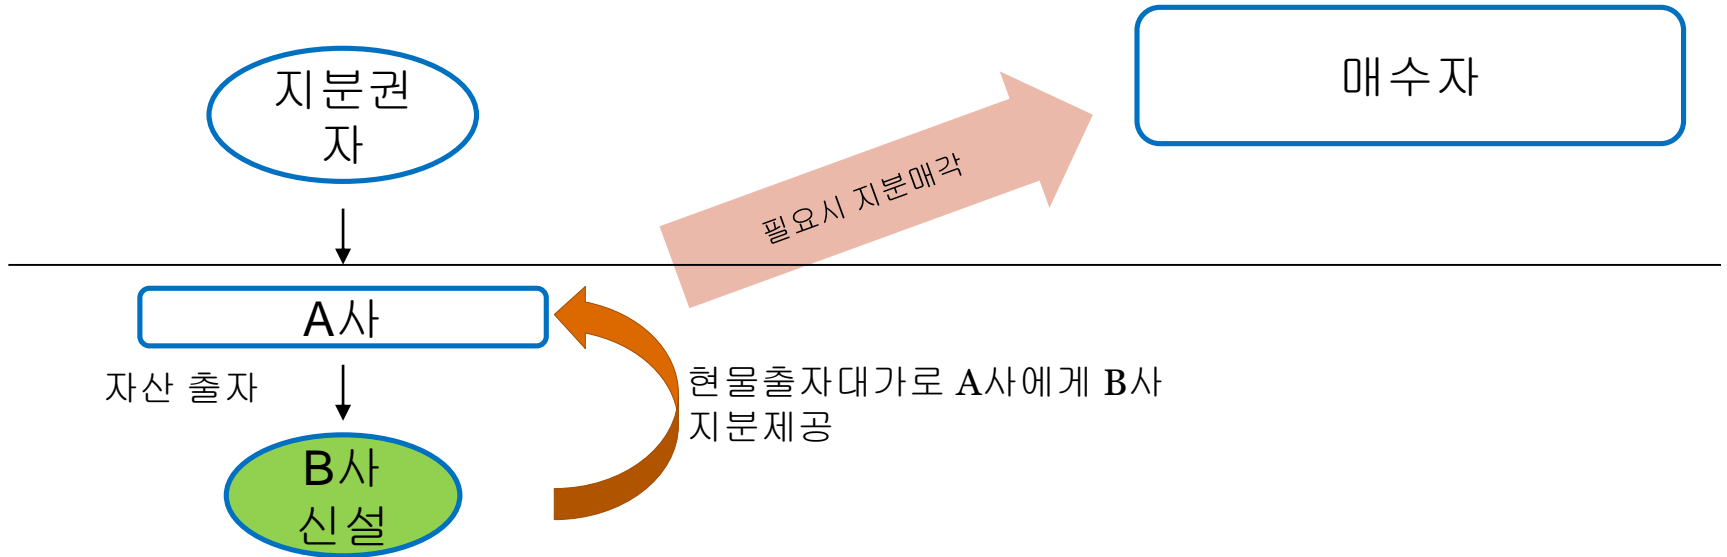 지분권
자
매수자
필요시 지분매각
A사
자산 출자
현물출자대가로 A사에게 B사
지분제공
B사
신설